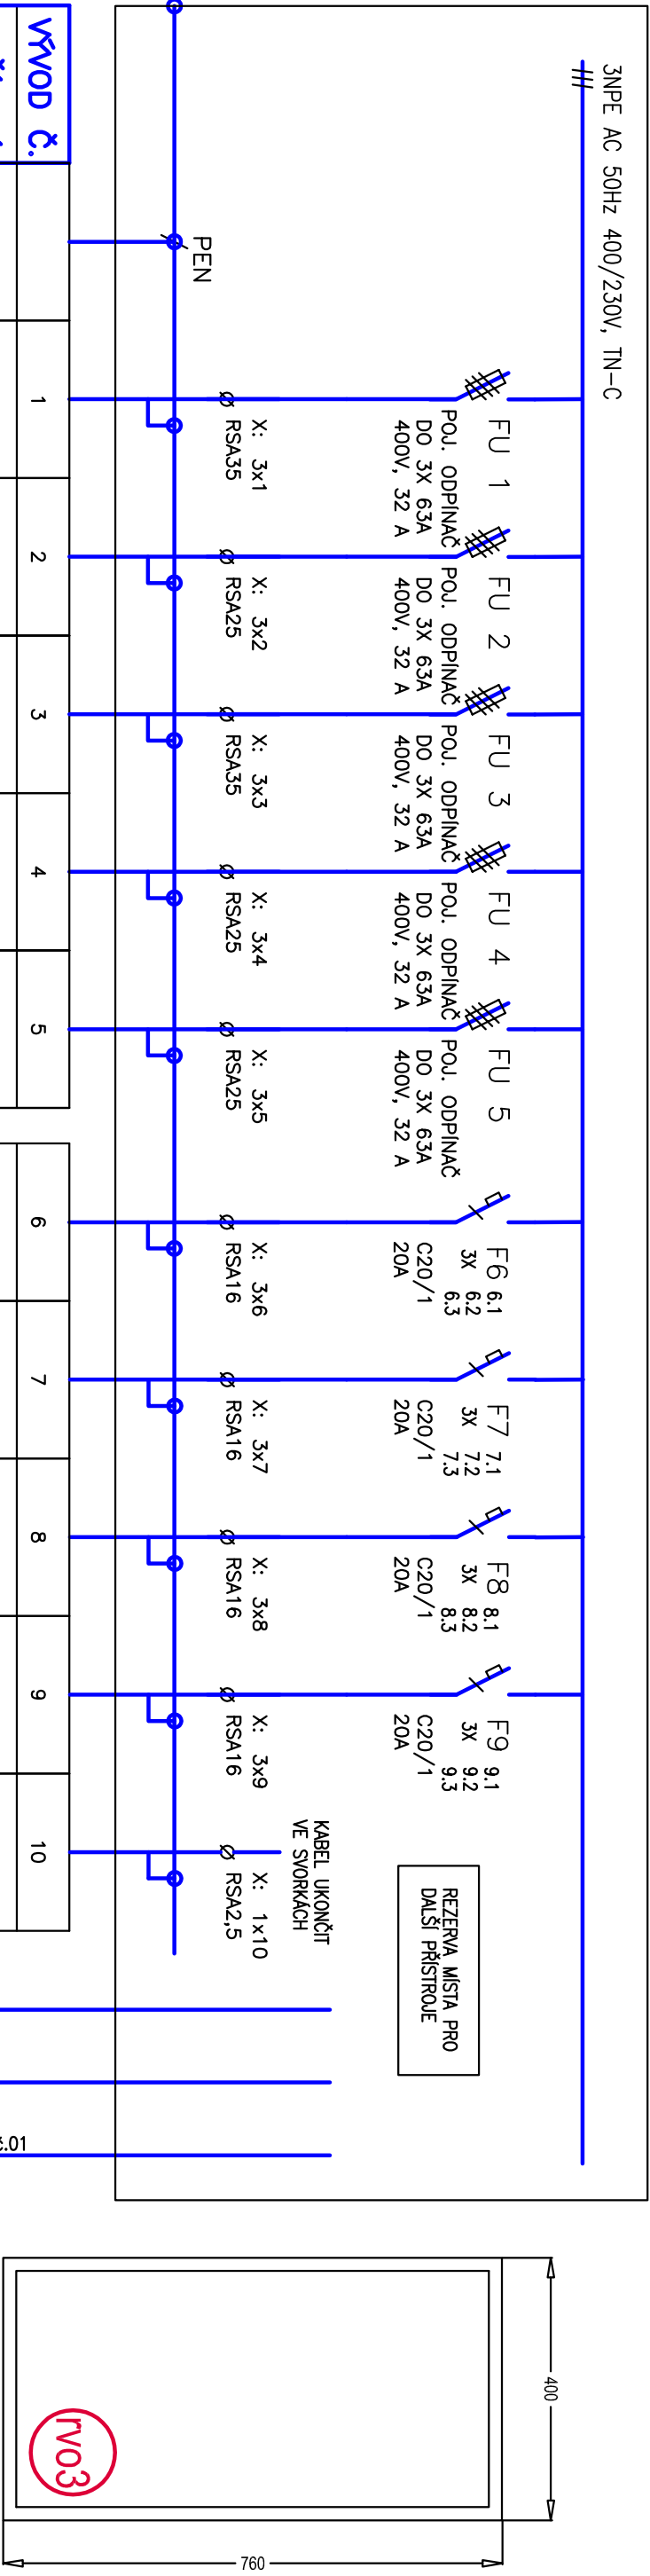 3NPE AC 50Hz 400/230V, TN-C
FU 1
POJ. ODPÍNAČ
DO 3X 63A
400V, 32 A
FU 2
POJ. ODPÍNAČ
DO 3X 63A
400V, 32 A
FU 3
POJ. ODPÍNAČ
DO 3X 63A
400V, 32 A
FU 4
POJ. ODPÍNAČ
DO 3X 63A
400V, 32 A
FU 5
POJ. ODPÍNAČ
DO 3X 63A
400V, 32 A
F6 6.1
3X 6.2
6.3
C20/1
20A
F7 7.1
3X 7.2
7.3
C20/1
20A
F8 8.1
3X 8.2
8.3
C20/1
20A
F9 9.1
3X 9.2
9.3
C20/1
20A
REZERVA MÍSTA PRO
DALŠÍ PŘÍSTROJE
KABEL UKONČIT
VE SVORKÁCH
PEN
X: 3x1
RSA35
X: 3x2
RSA25
X: 3x3
RSA35
X: 3x4
RSA25
X: 3x5
RSA25
X: 3x6
RSA16
X: 3x7
RSA16
X: 3x8
RSA16
X: 3x9
RSA16
X: 1x10
RSA2,5
VÝVOD Č.
1
2
3
4
5
6
7
8
9
10
č.01
400
760
rvo3